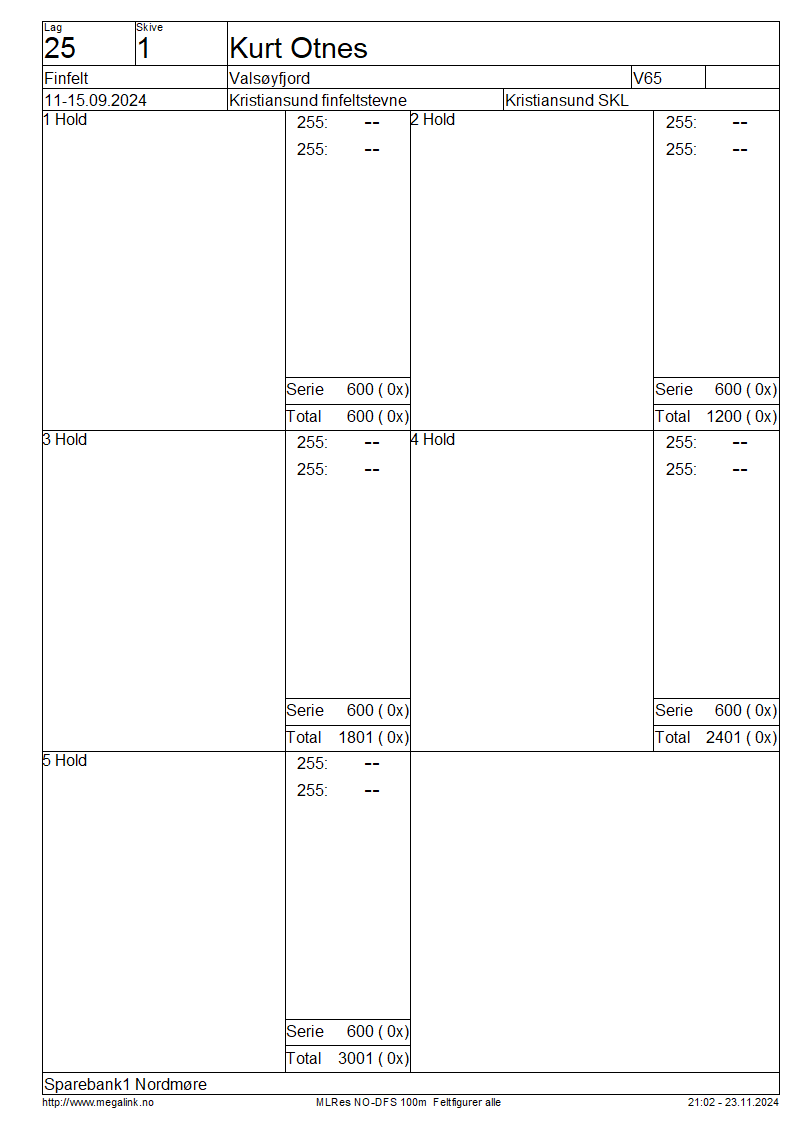 Lag
Skive
25
1
Kurt Otnes
Finfelt
Valsøyfjord
V65
11-15.09.2024
Kristiansund finfeltstevne
Kristiansund SKL
1 Hold
255: --
255: --
Serie 600 ( 0x)
Total 600 ( 0x)
2 Hold
255: --
255: --
Serie 600 ( 0x)
Total 1200 ( 0x)
3 Hold
255: --
255: --
Serie 600 ( 0x)
Total 1801 ( 0x)
4 Hold
255: --
255: --
Serie 600 ( 0x)
Total 2401 ( 0x)
5 Hold
255: --
255: --
Serie 600 ( 0x)
Total 3001 ( 0x)
Sparebank1 Nordmøre
http://www.megalink.no
MLRes NO-DFS 100m Feltfigurer alle
21:02 - 23.11.2024